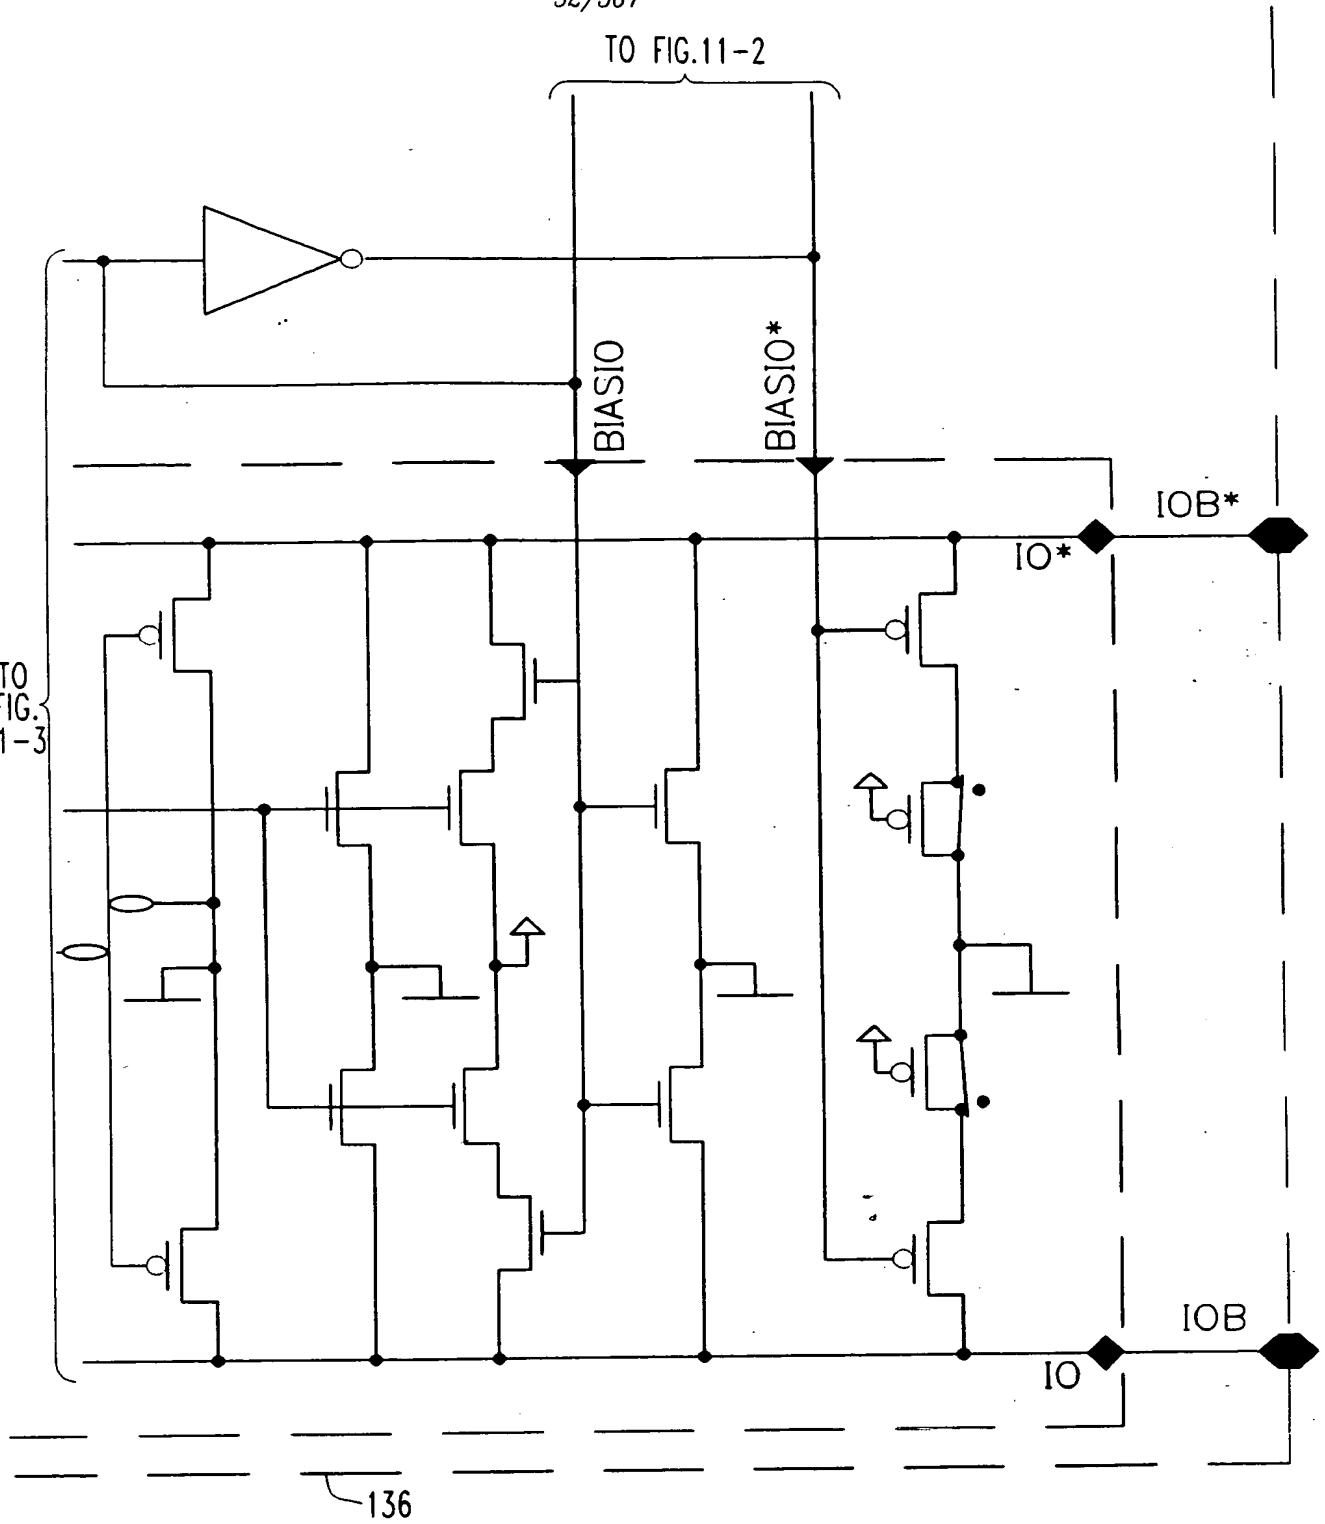 TO FIG.11-2
BIASIO
BIASIO*
IOB*
IO*
TO
FIG.
1-3
IOB
IO
136